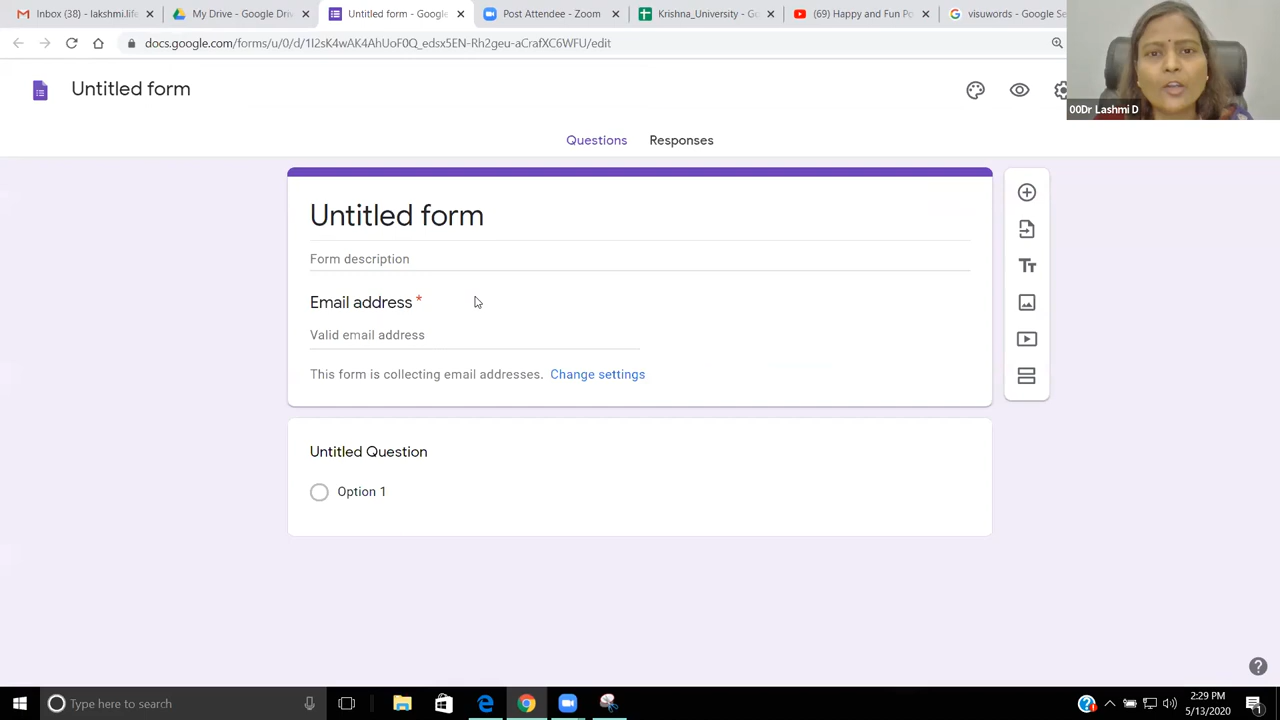 Inbox (38) - lakshmi.life
My Drive - Google Drive
Untitled form - Google
Post Attendee - Zoom
Krishna_University - G
(69) Happy and Fun Po
visuwords - Google Se
docs.google.com/forms/u/0/d/1I2sK4wAK4AhUoF0Q_edsx5EN-Rh2geu-aCrafXC6WFU/edit
00Dr Lashmi D
Untitled form
Questions
Responses
Untitled form
Form description
Email address *
Valid email address
This form is collecting email addresses. Change settings
Untitled Question
Option 1
Type here to search
2:29 PM
5/13/2020